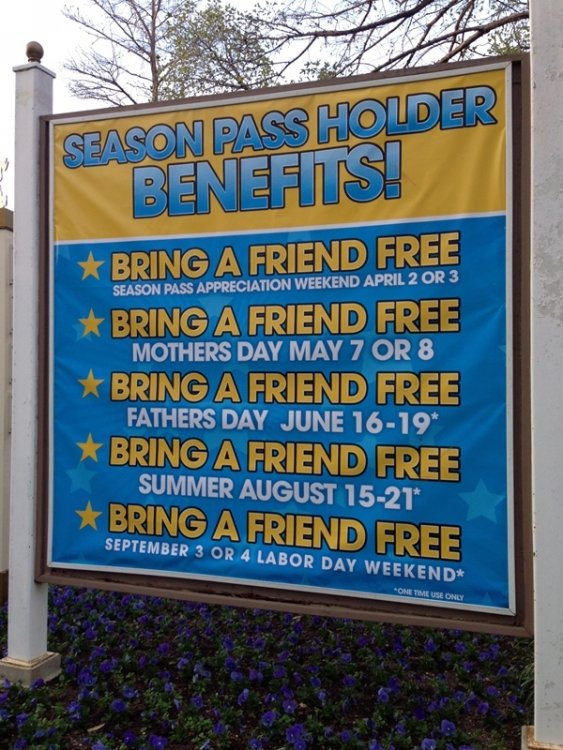 SEASON PASS HOLDER
BENEFITS!
BRING A FRIEND FREE
SEASON PASS APPRECIATION WEEKEND APRIL 2 OR 3
BRING A FRIEND FREE
MOTHERS DAY MAY 7 OR 8
BRING A FRIEND FREE
FATHERS DAY JUNE 16-19*
BRING A FRIEND FREE
SUMMER AUGUST 15-21*
BRING A FRIEND FREE
SEPTEMBER 3 OR 4 LABOR DAY WEEKEND*
*ONE TIME USE ONLY